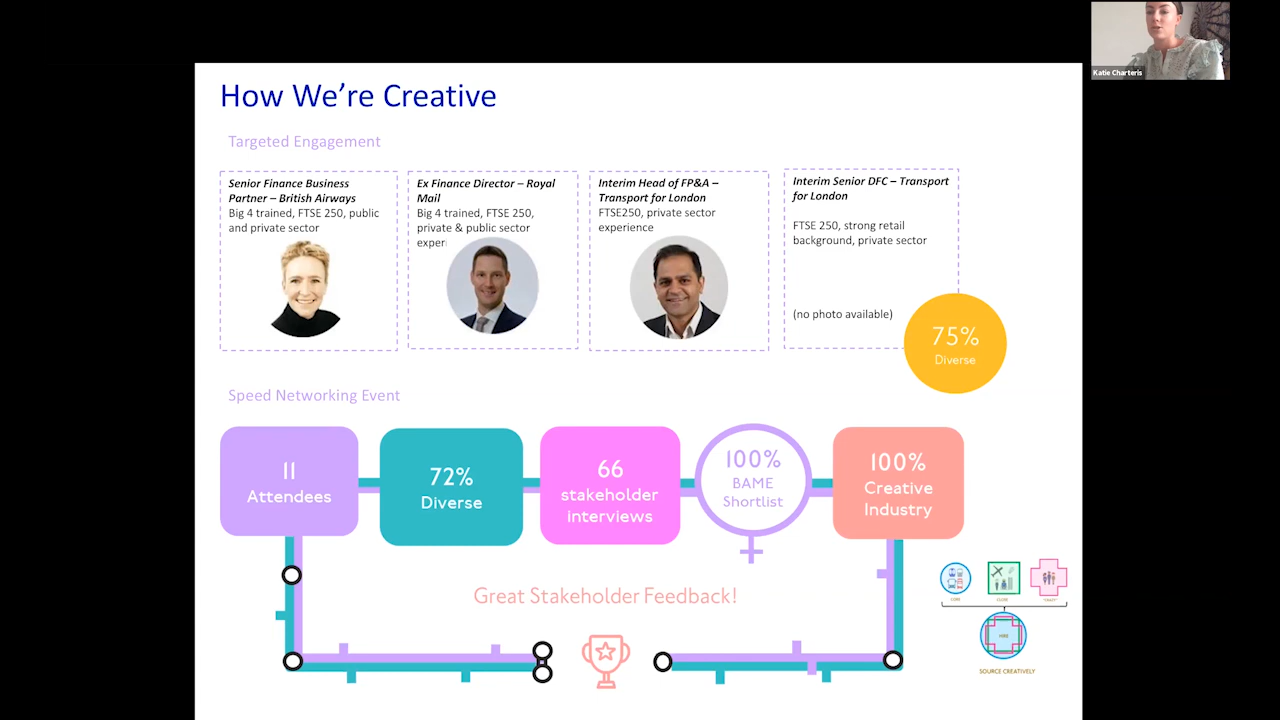 Katie Charteris
How We're Creative
Targeted Engagement
Senior Finance Business
Partner – British Airways
Big 4 trained, FTSE 250, public
and private sector
Ex Finance Director – Royal
Mail
Big 4 trained, FTSE 250,
private & public sector
exper
Interim Head of FP&A –
Transport for London
FTSE250, private sector
experience
Interim Senior DFC – Transport
for London
FTSE 250, strong retail
background, private sector
(no photo available)
75%
Diverse
Speed Networking Event
11
Attendees
72%
Diverse
66
stakeholder
interviews
100%
BAME
Shortlist
100%
Creative
Industry
Great Stakeholder Feedback!
HIRE
SOURCE CREATIVELY